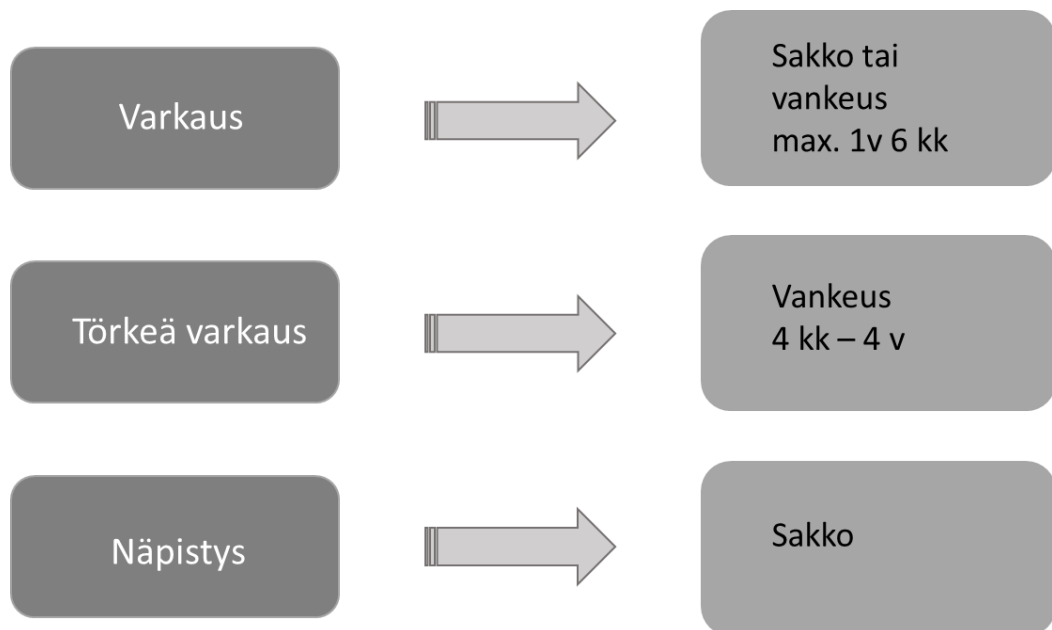 Varkaus
Sakko tai
vankeus
max. 1v 6 kk
Törkeä varkaus
Vankeus
4 kk – 4 v
Näpistys
Sakko